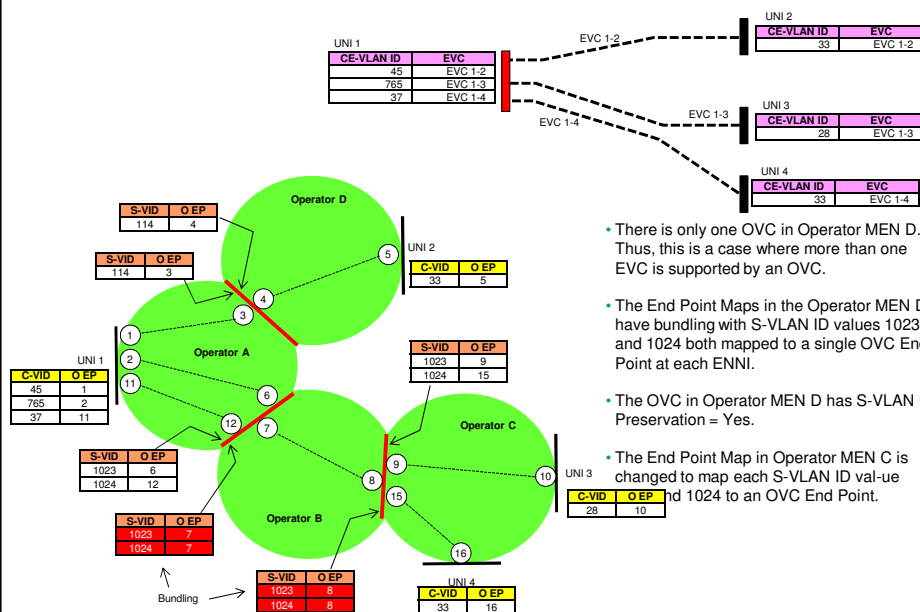 UNI 1
CE-VLAN ID EVC
45 EVC 1-2
765 EVC 1-3
37 EVC 1-4
EVC 1-2
EVC 1-3
EVC 1-4
UNI 2
CE-VLAN ID EVC
33 EVC 1-2
UNI 3
CE-VLAN ID EVC
28 EVC 1-3
UNI 4
CE-VLAN ID EVC
33 EVC 1-4
S-VID O EP
114 4
S-VID O EP
114 3
Operator D
5
4
3
UNI 2
C-VID O EP
33 5
UNI 1
C-VID O EP
45 1
765 2
37 11
1
2
11
Operator A
6
12
7
S-VID O EP
1023 6
1024 12
S-VID O EP
1023 7
1024 7
Bundling
S-VID O EP
1023 8
1024 8
Operator B
8
S-VID O EP
1023 9
1024 15
Operator C
9
15
10
16
UNI 3
C-VID O EP
28 10
UNI 4
C-VID O EP
33 16
• There is only one OVC in Operator MEN D.
Thus, this is a case where more than one
EVC is supported by an OVC.
• The End Point Maps in the Operator MEN D
have bundling with S-VLAN ID values 1023
and 1024 both mapped to a single OVC End
Point at each ENNI.
• The OVC in Operator MEN D has S-VLAN
Preservation = Yes.
• The End Point Map in Operator MEN C is
changed to map each S-VLAN ID val-ue
nd 1024 to an OVC End Point.